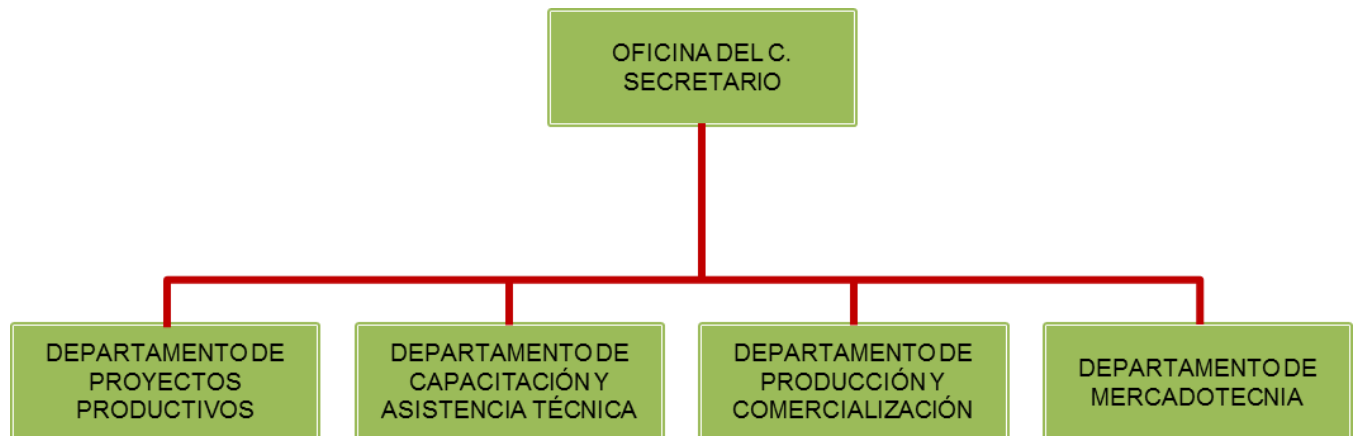 OFICINA DEL C.
SECRETARIO
DEPARTAMENTO DE
PROYECTOS
PRODUCTIVOS
DEPARTAMENTO DE
CAPACITACIÓN Y
ASISTENCIA TÉCNICA
DEPARTAMENTO DE
PRODUCCIÓN Y
COMERCIALIZACIÓN
DEPARTAMENTO DE
MERCADOTECNIA